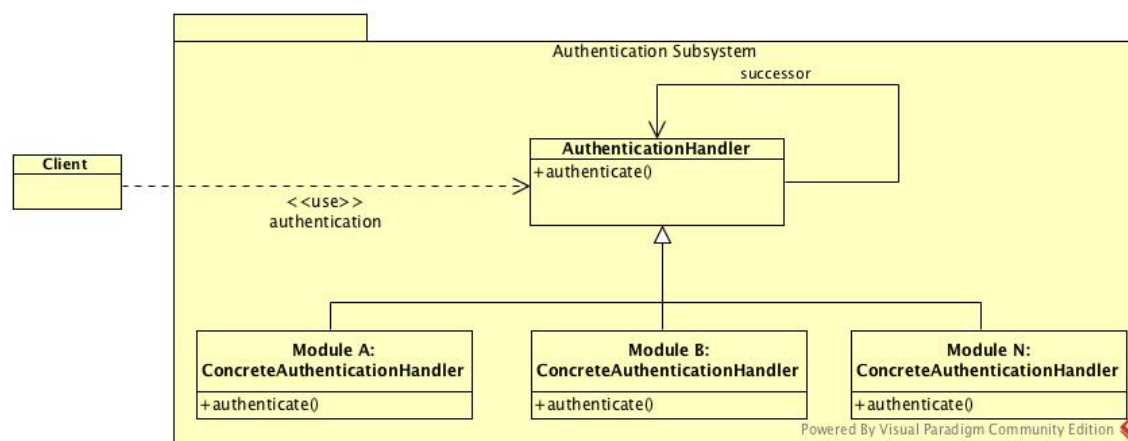 Authentication Subsystem
successor
Client
AuthenticationHandler
+authenticate()
<<use>>
authentication
Module A:
ConcreteAuthenticationHandler
+authenticate()
Module B:
ConcreteAuthenticationHandler
+authenticate()
Module N:
ConcreteAuthenticationHandler
+authenticate()
Powered By Visual Paradigm Community Edition